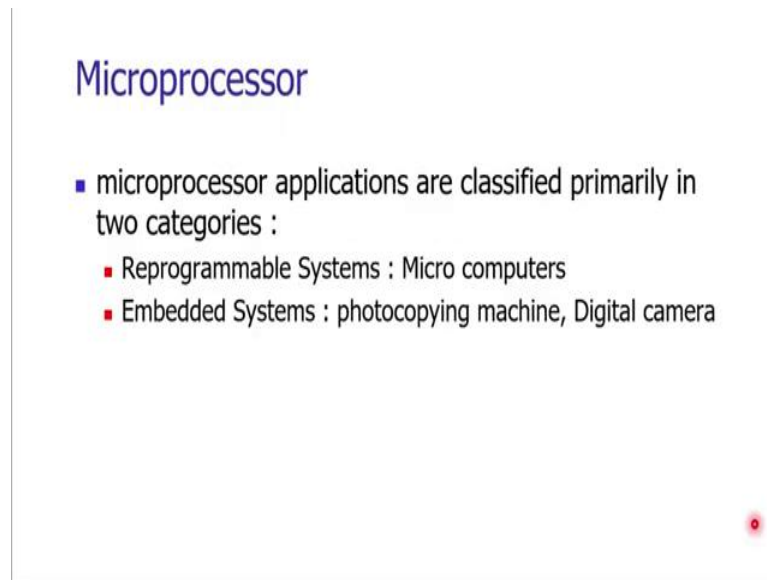 Microprocessor
microprocessor applications are classified primarily in
two categories :
Reprogrammable Systems : Micro computers
Embedded Systems : photocopying machine, Digital camera